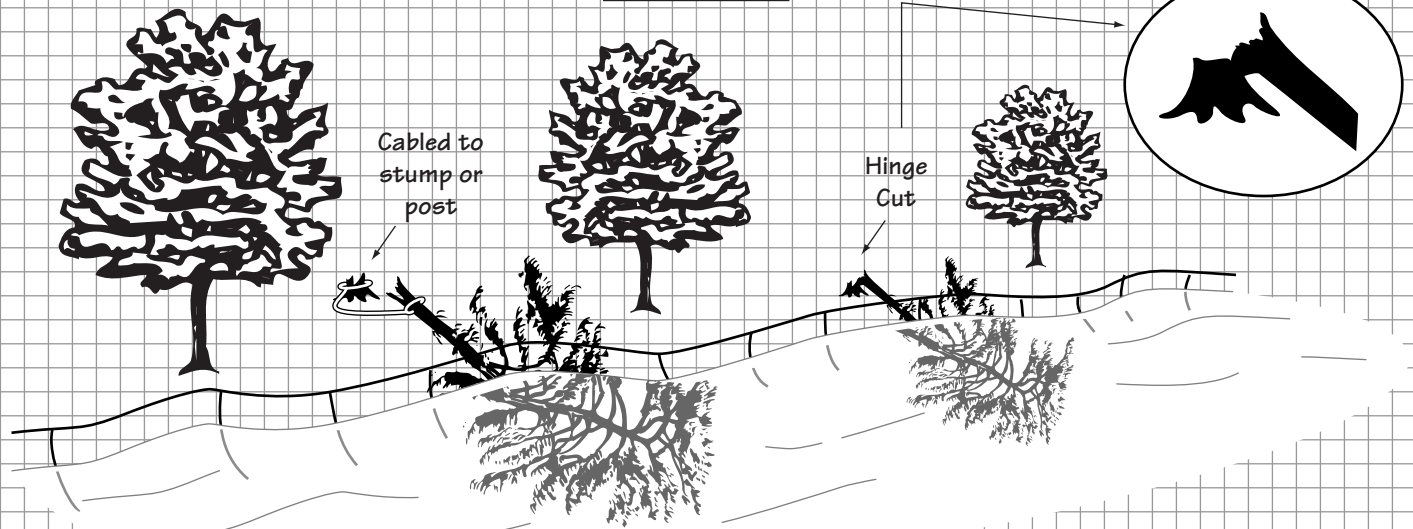 Cabled to
stump or
post
Hinge
Cut